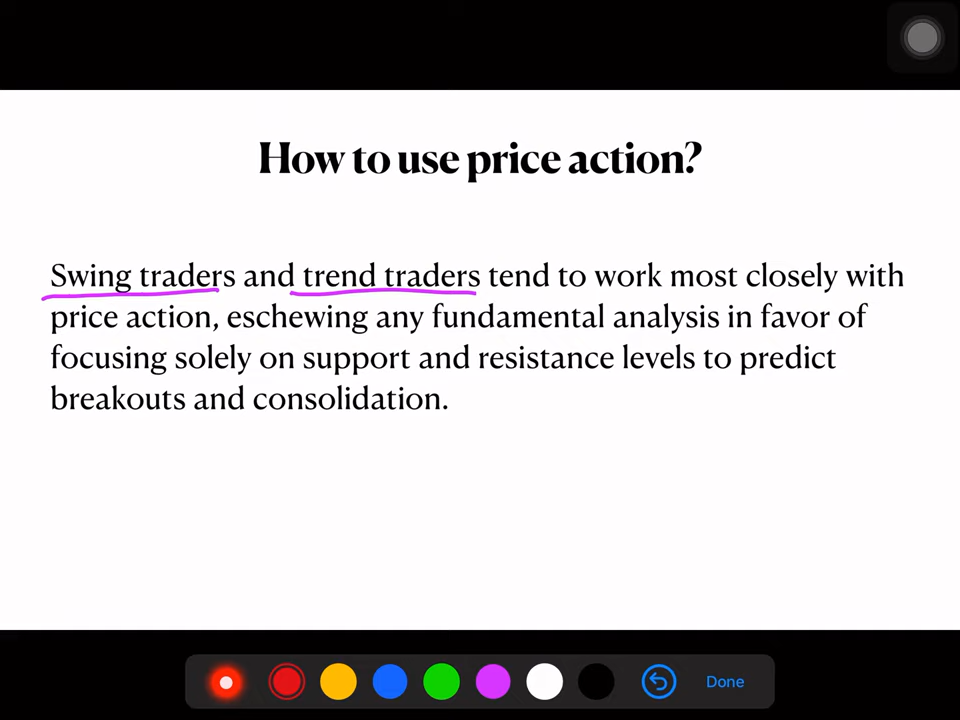 How to use price action?
Swing traders and trend traders tend to work most closely with
price action, eschewing any fundamental analysis in favor of
focusing solely on support and resistance levels to predict
breakouts and consolidation.
Done